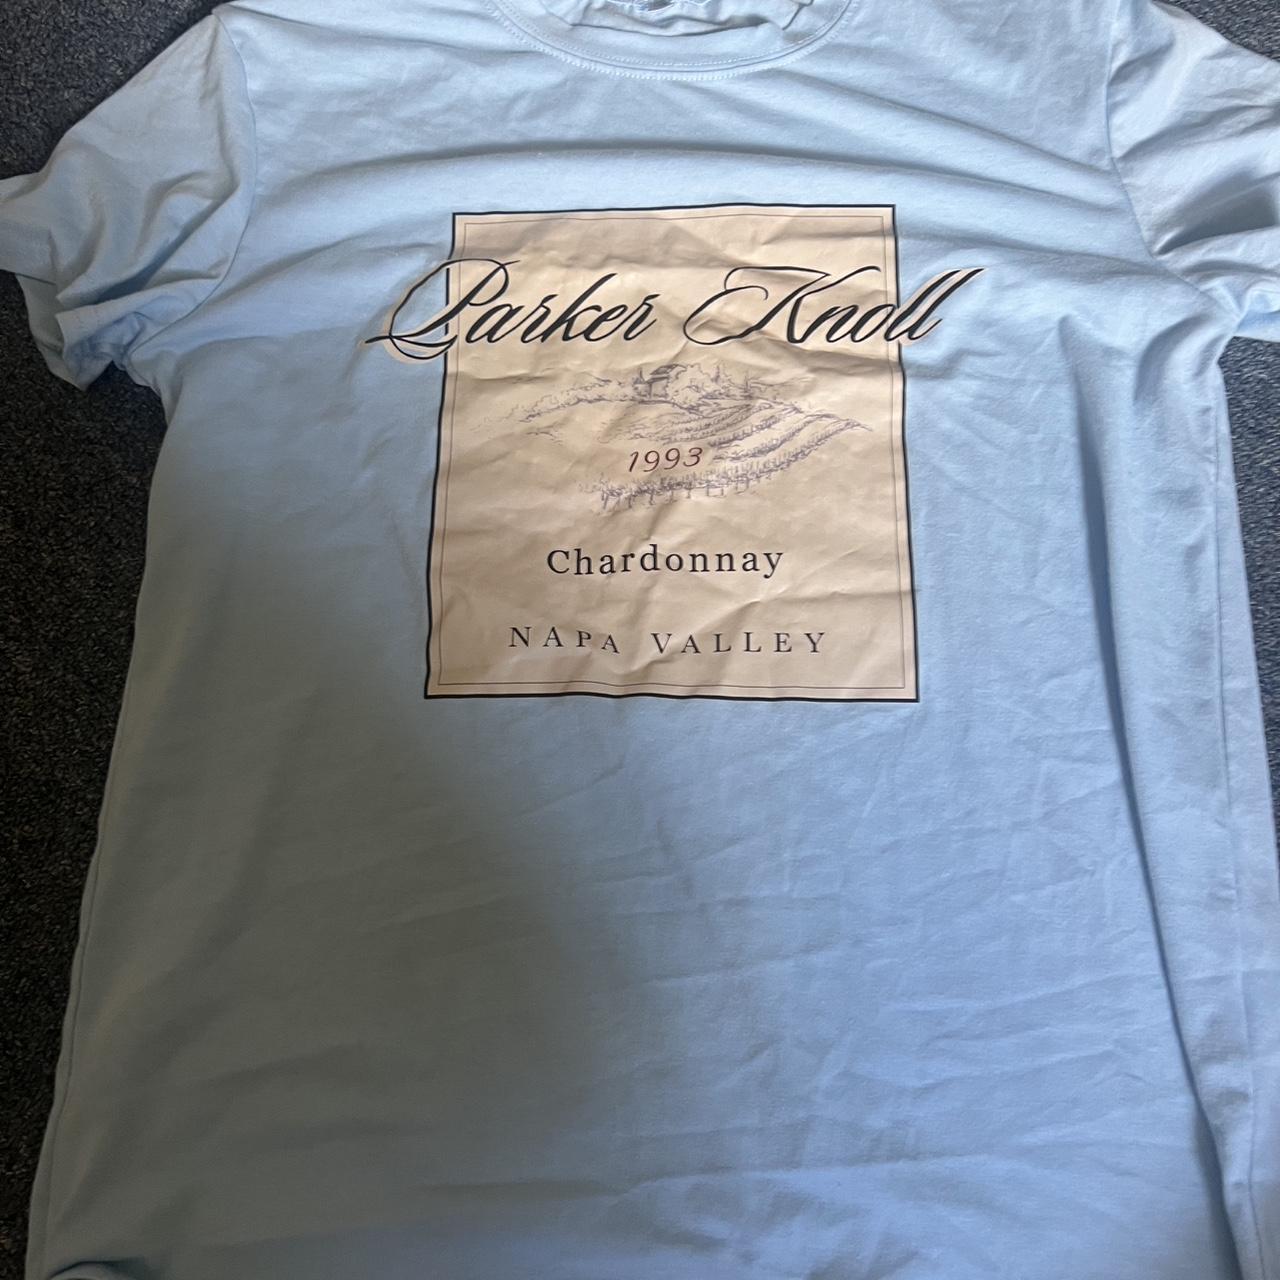 Parker Knoll
1993
Chardonnay
NAPA VALLEY